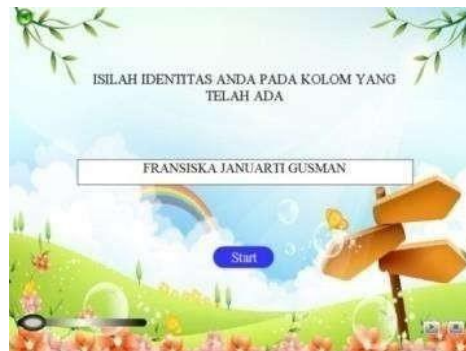 ISILAH IDENTITAS ANDA PADA KOLOM YANG
TELAH ADA
FRANSISKA JANUARTI GUSMAN
Start